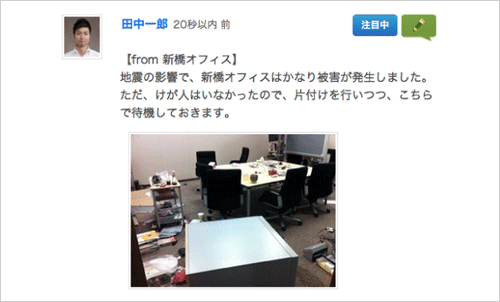 田中一郎 20秒以内 前
注目中
【from 新橋オフィス】
地震の影響で、新橋オフィスはかなり被害が発生しました。
ただ、けが人はいなかったので、片付けを行いつつ、こちら
で待機しておきます。